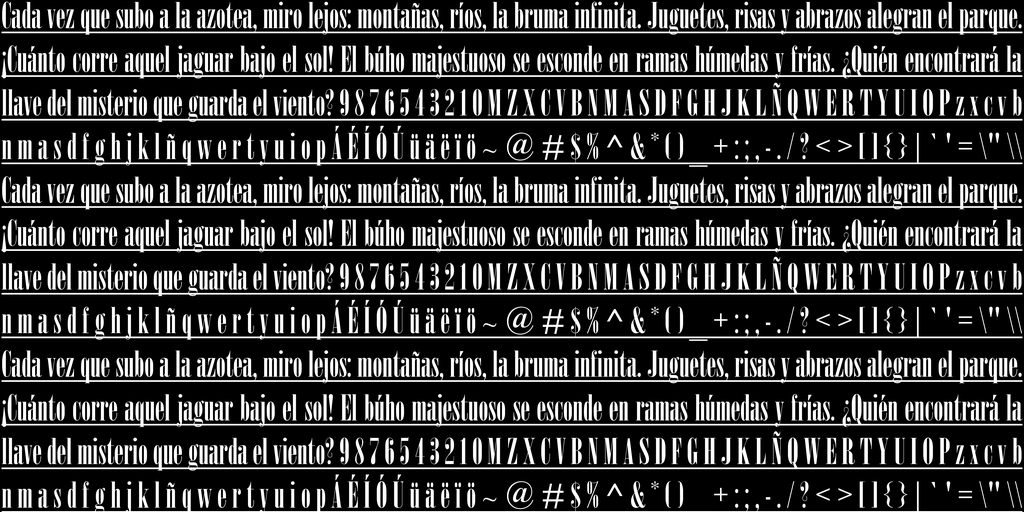 Cada vez que subo a la azotea, miro lejos: montañas, ríos, la bruma infinita. Juguetes, risas y abrazos alegran el parque.
¡Cuánto corre aquel jaguar bajo el sol! El búho majestuoso se esconde en ramas húmedas y frías. ¿Quién encontrará la
llave del misterio que guarda el viento? 9 8 7 6 5 4 3 2 1 0 M Z X C V B N M A S D F G H J K L Ñ Q W E R T Y U I O P z x c v b
n m a s d f g h j k l ñ q w e r t y u i o p Á É Í Ó Ú ü ä ë ï ö ~ @ # $ % ^ & * ( ) _ + : ; , - . / ? < > [ ] { } | ` ' = \ " \\
Cada vez que subo a la azotea, miro lejos: montañas, ríos, la bruma infinita. Juguetes, risas y abrazos alegran el parque.
¡Cuánto corre aquel jaguar bajo el sol! El búho majestuoso se esconde en ramas húmedas y frías. ¿Quién encontrará la
llave del misterio que guarda el viento? 9 8 7 6 5 4 3 2 1 0 M Z X C V B N M A S D F G H J K L Ñ Q W E R T Y U I O P z x c v b
n m a s d f g h j k l ñ q w e r t y u i o p Á É Í Ó Ú ü ä ë ï ö ~ @ # $ % ^ & * ( ) _ + : ; , - . / ? < > [ ] { } | ` ' = \ " \\
Cada vez que subo a la azotea, miro lejos: montañas, ríos, la bruma infinita. Juguetes, risas y abrazos alegran el parque.
¡Cuánto corre aquel jaguar bajo el sol! El búho majestuoso se esconde en ramas húmedas y frías. ¿Quién encontrará la
llave del misterio que guarda el viento? 9 8 7 6 5 4 3 2 1 0 M Z X C V B N M A S D F G H J K L Ñ Q W E R T Y U I O P z x c v b
n m a s d f g h j k l ñ q w e r t y u i o p Á É Í Ó Ú ü ä ë ï ö ~ @ # $ % ^ & * ( ) + : ; , - . / ? < > [ ] { } | ` ' = \ " \\